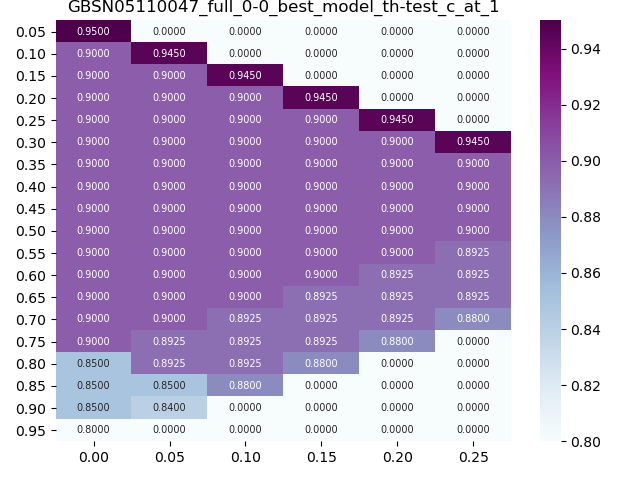 GBSN05110047_full_0-0_best_model_th-test_c_at_1
0.05 0.9500 0.0000 0.0000 0.0000 0.0000 0.0000
0.10 0.9000 0.9450 0.0000 0.0000 0.0000 0.0000
0.15 0.9000 0.9000 0.9450 0.0000 0.0000 0.0000
0.20 0.9000 0.9000 0.9000 0.9450 0.0000 0.0000
0.25 0.9000 0.9000 0.9000 0.9000 0.9450 0.0000
0.30 0.9000 0.9000 0.9000 0.9000 0.9000 0.9450
0.35 0.9000 0.9000 0.9000 0.9000 0.9000 0.9000
0.40 0.9000 0.9000 0.9000 0.9000 0.9000 0.9000
0.45 0.9000 0.9000 0.9000 0.9000 0.9000 0.9000
0.50 0.9000 0.9000 0.9000 0.9000 0.9000 0.9000
0.55 0.9000 0.9000 0.9000 0.9000 0.9000 0.8925
0.60 0.9000 0.9000 0.9000 0.9000 0.8925 0.8925
0.65 0.9000 0.9000 0.9000 0.8925 0.8925 0.8925
0.70 0.9000 0.9000 0.8925 0.8925 0.8925 0.8800
0.75 0.9000 0.8925 0.8925 0.8925 0.8800 0.0000
0.80 0.8500 0.8925 0.8925 0.8800 0.0000 0.0000
0.85 0.8500 0.8500 0.8800 0.0000 0.0000 0.0000
0.90 0.8500 0.8400 0.0000 0.0000 0.0000 0.0000
0.95 0.8000 0.0000 0.0000 0.0000 0.0000 0.0000
0.00 0.05 0.10 0.15 0.20 0.25
0.94
0.92
0.90
0.88
0.86
0.84
0.82
0.80